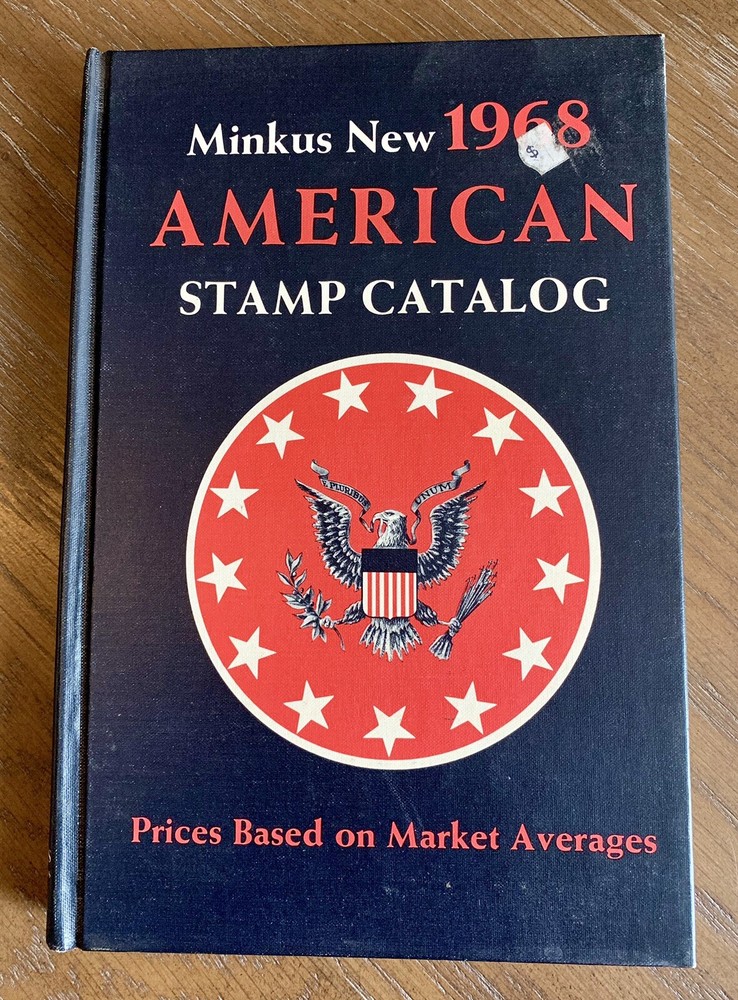 Minkus New 1968
$
AMERICAN
STAMP CATALOG
E PLURIBUS UNUM
Prices Based on Market Averages